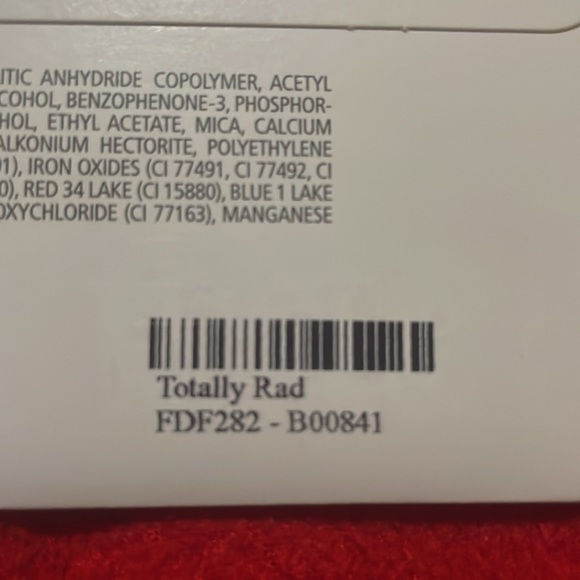 ITIC ANHYDRIDE COPOLYMER, ACETYL
COHOL, BENZOPHENONE-3, PHOSPHOR-
HOL, ETHYL ACETATE, MICA, CALCIUM
ALKONIUM HECTORITE, POLYETHYLENE
91), IRON OXIDES (CI 77491, CI 77492, CI
0), RED 34 LAKE (CI 15880), BLUE 1 LAKE
OXYCHLORIDE (CI 77163), MANGANESE
Totally Rad
FDF282 - B00841